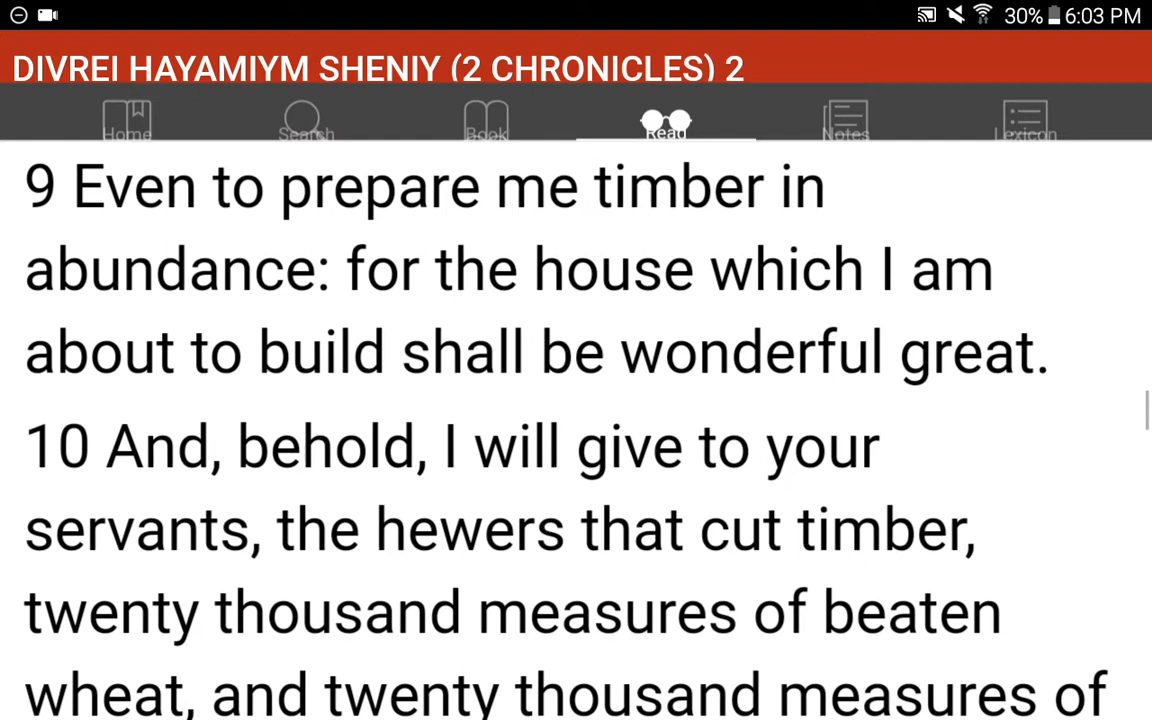 30% 6:03 PM
DIVREI HAYAMIYM SHENIY (2 CHRONICLES) 2
Home Search Book Read Notes Lexicon
9 Even to prepare me timber in
abundance: for the house which I am
about to build shall be wonderful great.
10 And, behold, I will give to your
servants, the hewers that cut timber,
twenty thousand measures of beaten
wheat, and twenty thousand measures of